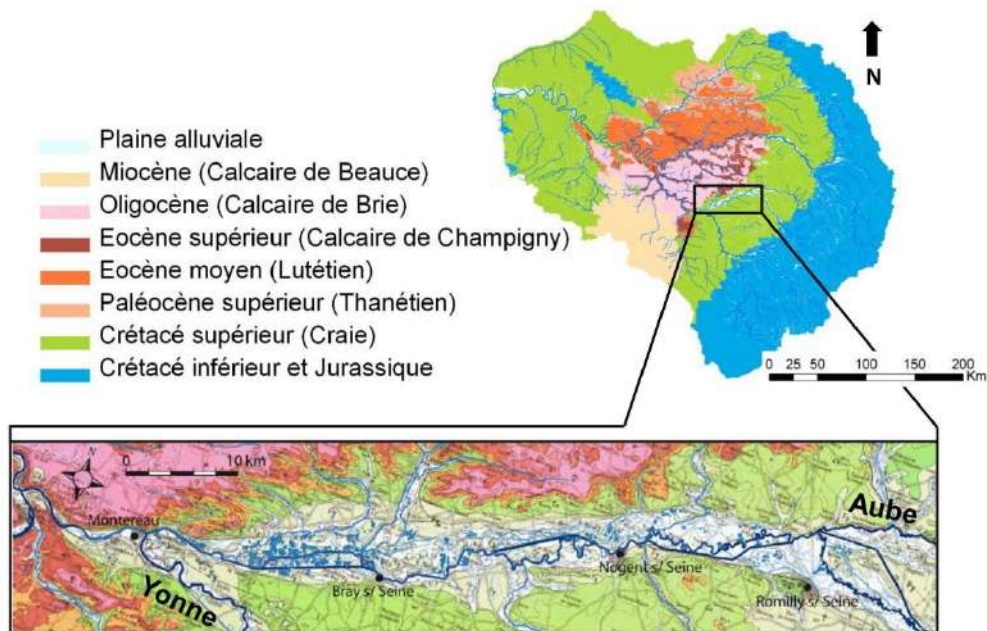 N
Plaine alluviale
Miocène (Calcaire de Beauce)
Oligocène (Calcaire de Brie)
Eocène supérieur (Calcaire de Champigny)
Eocène moyen (Lutétien)
Paléocène supérieur (Thanétien)
Crétacé supérieur (Craie)
Crétacé inférieur et Jurassique
0 25 50 100 150 200
Km
N
0 10 km
Montereau
Aube
Nogent s/ Seine
Bray s/ Seine
Yonne
Romilly s/ Seine